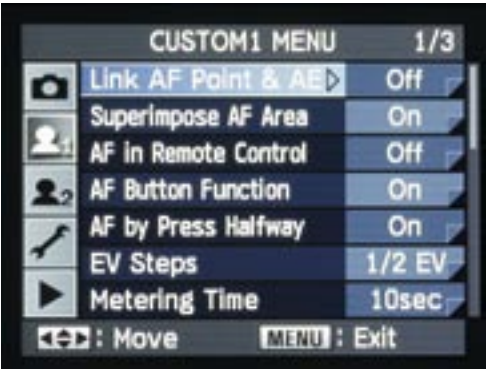 CUSTOM1 MENU 1/3
Link AF Point & AE Off
Superimpose AF Area On
AF in Remote Control Off
AF Button Function On
AF by Press Halfway On
EV Steps 1/2 EV
Metering Time 10sec
1
2
: Move MENU : Exit